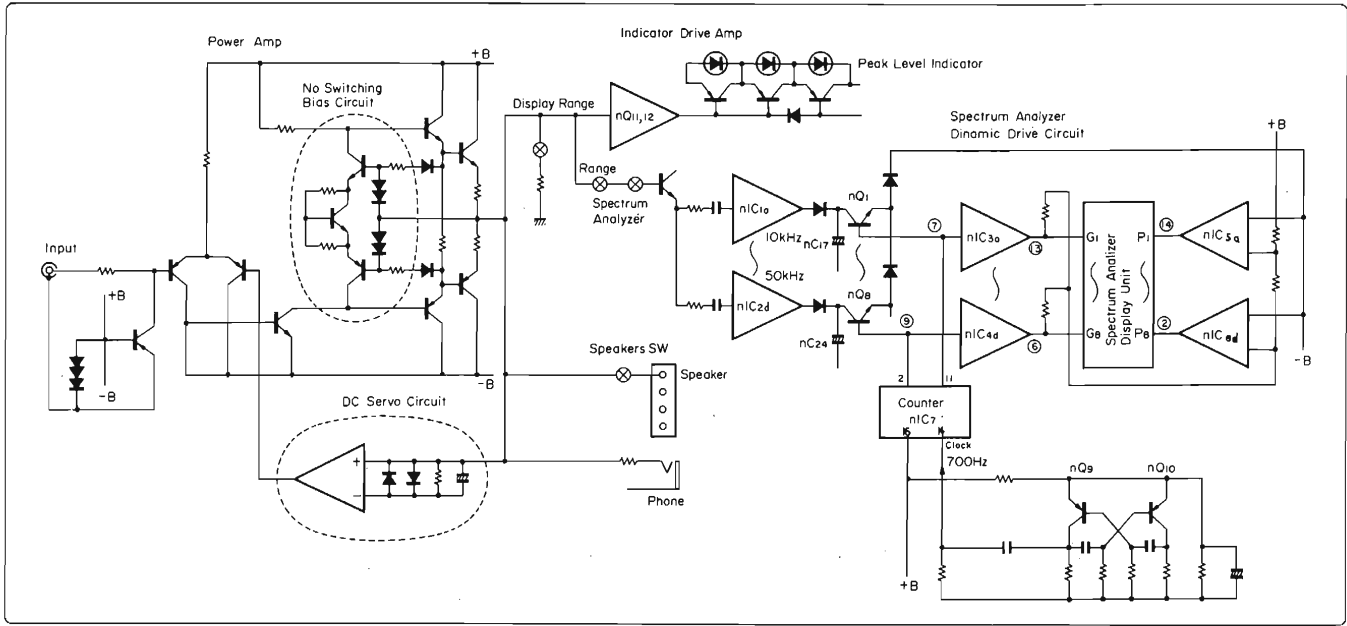 Power Amp
+B
No Switching
Bias Circuit
Input
+B
-B
-B
DC Servo Circuit
+
-
Indicator Drive Amp
Peak Level Indicator
Display Range
nQ11,12
Range
Spectrum
Analyzer
nIC1a
10kHz
50kHz
nIC2d
nC17
nC24
nQ1
nQ8
Speakers SW
Speaker
Phone
Spectrum Analyzer
Dinamic Drive Circuit
+B
7
nIC3a
13
G1
P1
14
nIC5a
Spectrum Analizer
Display Unit
9
nIC4d
6
G8
P8
2
nIC6d
-B
2
11
Counter
nIC7
16
14
Clock
700Hz
nQ9
nQ10
+B